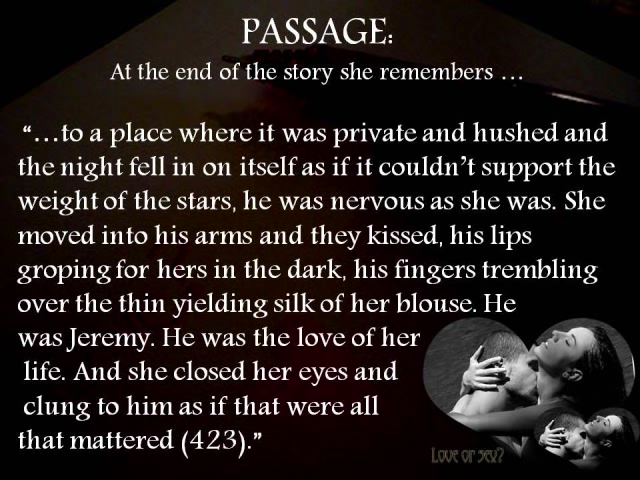 PASSAGE:
At the end of the story she remembers …
“…to a place where it was private and hushed and
the night fell in on itself as if it couldn’t support the
weight of the stars, he was nervous as she was. She
moved into his arms and they kissed, his lips
groping for hers in the dark, his fingers trembling
over the thin yielding silk of her blouse. He
was Jeremy. He was the love of her
life. And she closed her eyes and
clung to him as if that were all
that mattered (423).”
Love or sex?